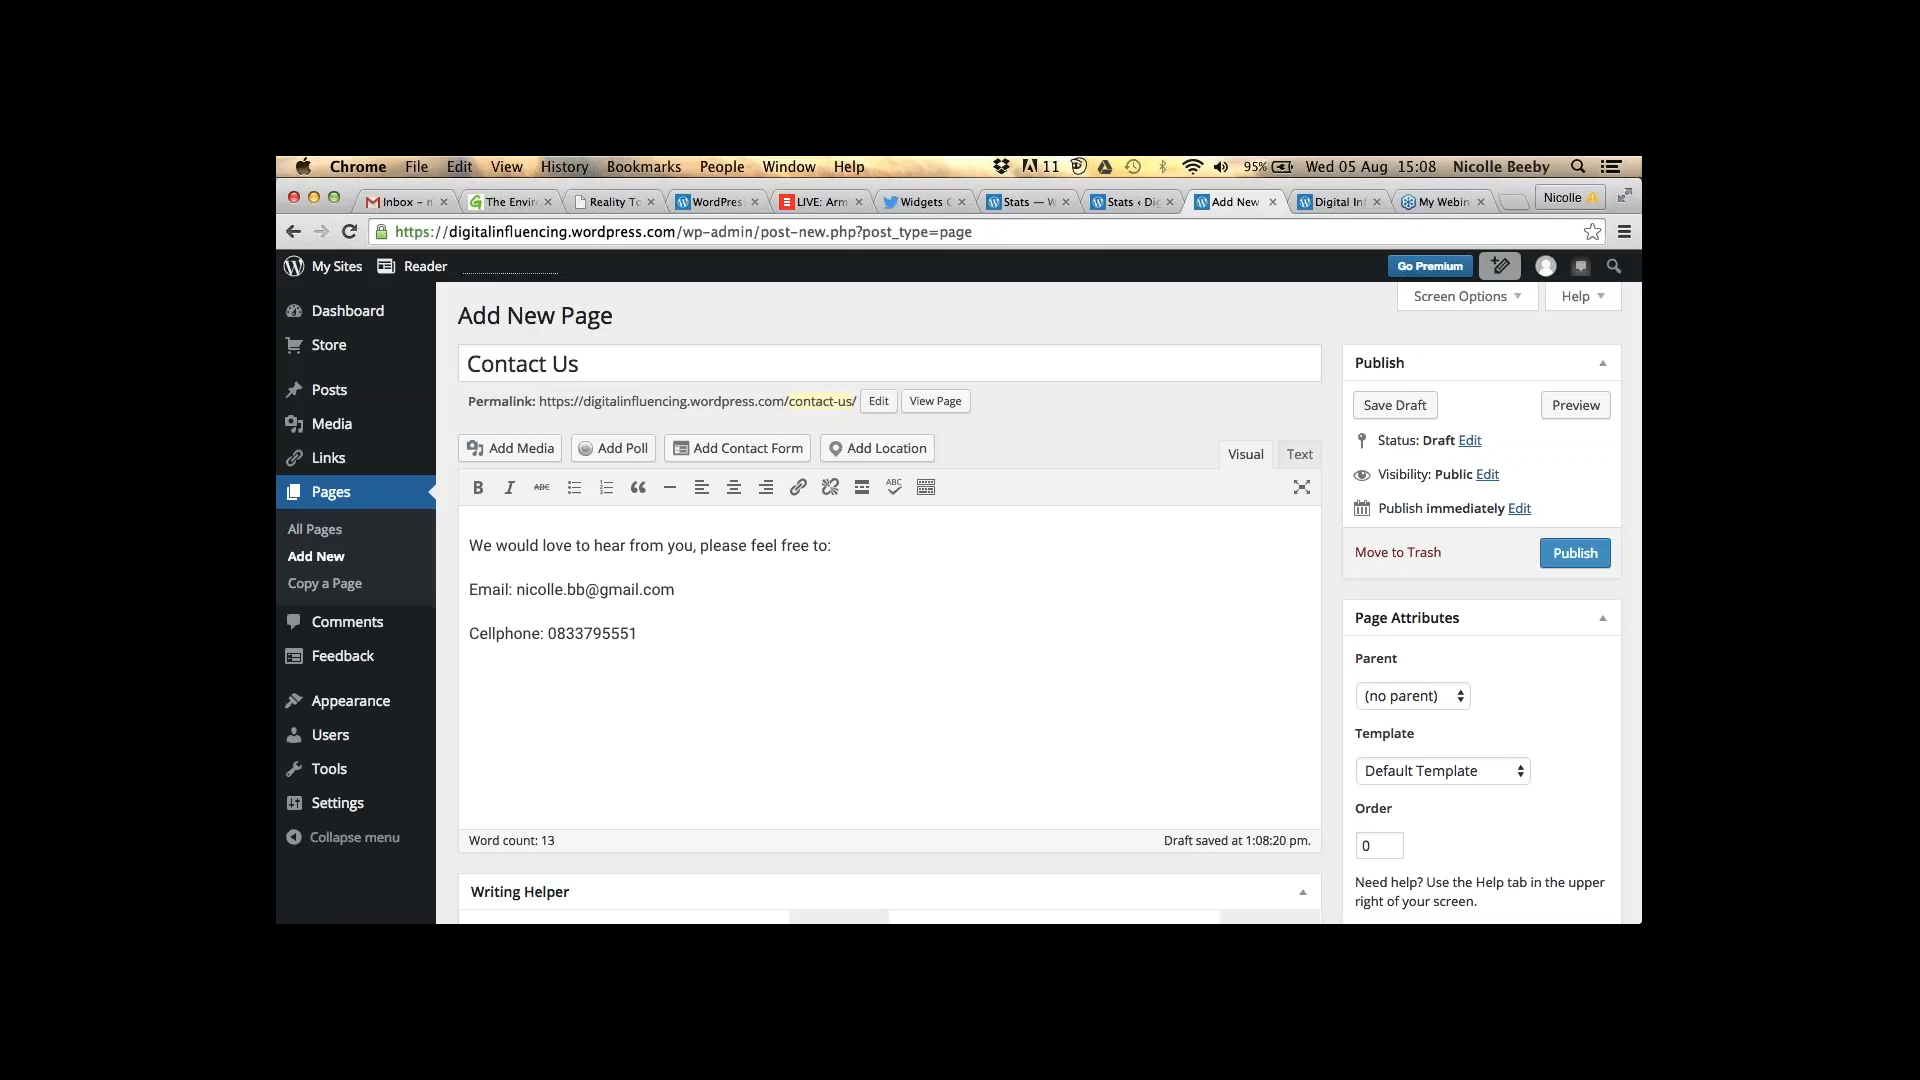 Chrome File Edit View History Bookmarks People Window Help 11 95% Wed 05 Aug 15:08 Nicolle Beeby
Inbox – n The Envir Reality To WordPres LIVE: Arm Widgets Stats — W Stats ‹ Di Add New Digital In My Webin Nicolle
https://digitalinfluencing.wordpress.com/wp-admin/post-new.php?post_type=page
My Sites Reader Go Premium
Screen Options Help
Dashboard
Store
Posts
Media
Links
Pages
All Pages
Add New
Copy a Page
Comments
Feedback
Appearance
Users
Tools
Settings
Collapse menu
Add New Page
Contact Us
Permalink: https://digitalinfluencing.wordpress.com/contact-us/ Edit View Page
Add Media Add Poll Add Contact Form Add Location Visual Text
B I ABC ABC
We would love to hear from you, please feel free to:
Email: nicolle.bb@gmail.com
Cellphone: 0833795551
Word count: 13 Draft saved at 1:08:20 pm.
Writing Helper
Publish
Save Draft Preview
Status: Draft Edit
Visibility: Public Edit
Publish immediately Edit
Move to Trash Publish
Page Attributes
Parent
(no parent)
Template
Default Template
Order
0
Need help? Use the Help tab in the upper
right of your screen.